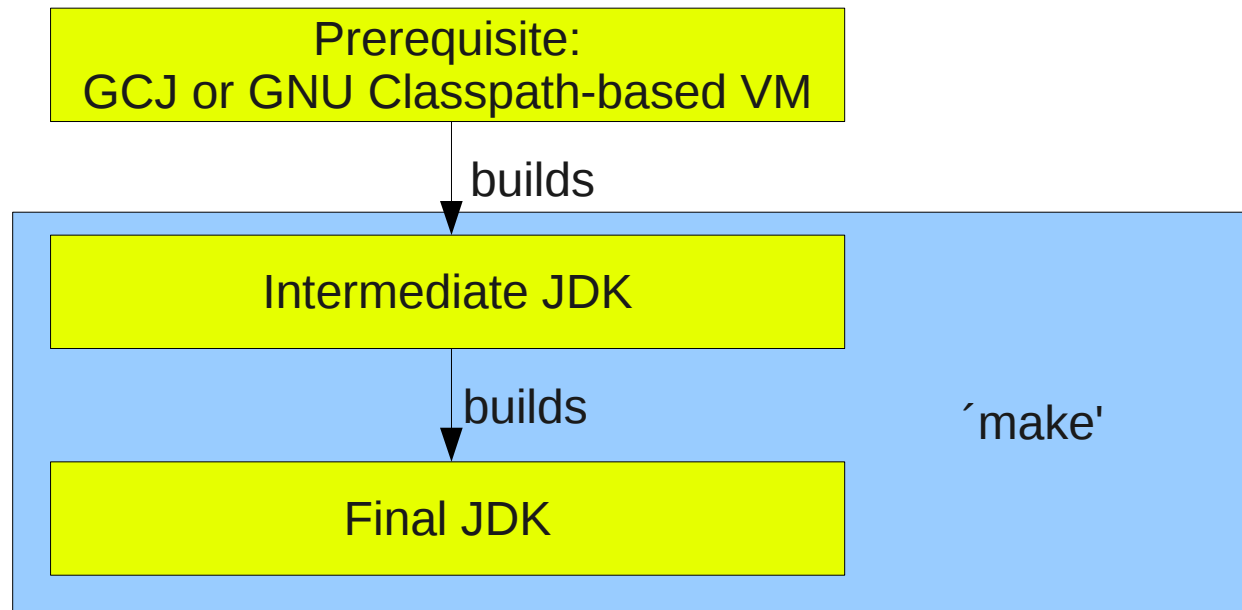 Prerequisite:
GCJ or GNU Classpath-based VM
builds
Intermediate JDK
builds
´make'
Final JDK